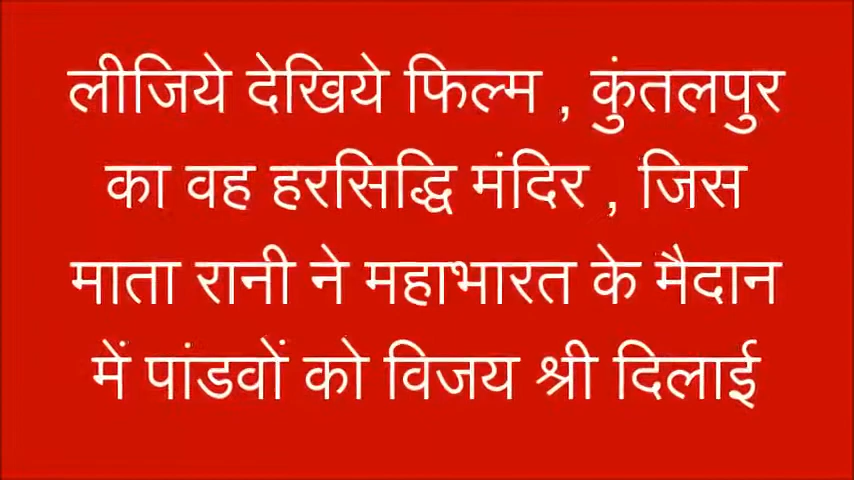 लीजिये देखिये फिल्म , कुंतलपुर
का वह हरसिद्धि मंदिर , जिस
माता रानी ने महाभारत के मैदान
में पांडवों को विजय श्री दिलाई